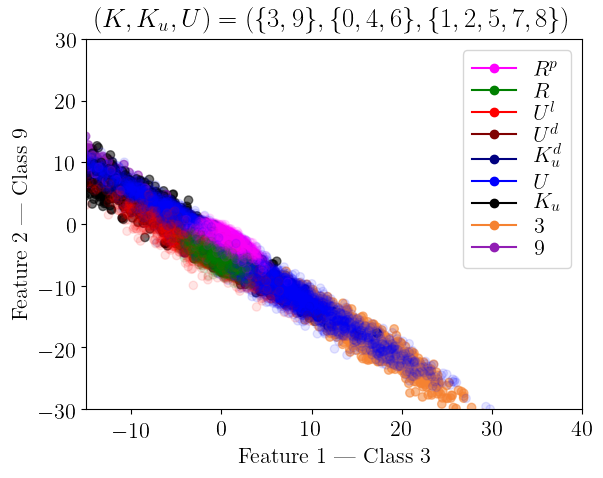 (K, K_u, U) = ({3, 9}, {0, 4, 6}, {1, 2, 5, 7, 8})
30
20
10
0
−10
−20
−30
−10
0
10
20
30
40
Feature 2 — Class 9
Feature 1 — Class 3
R^p
R
U^l
U^d
K_u^d
U
K_u
3
9